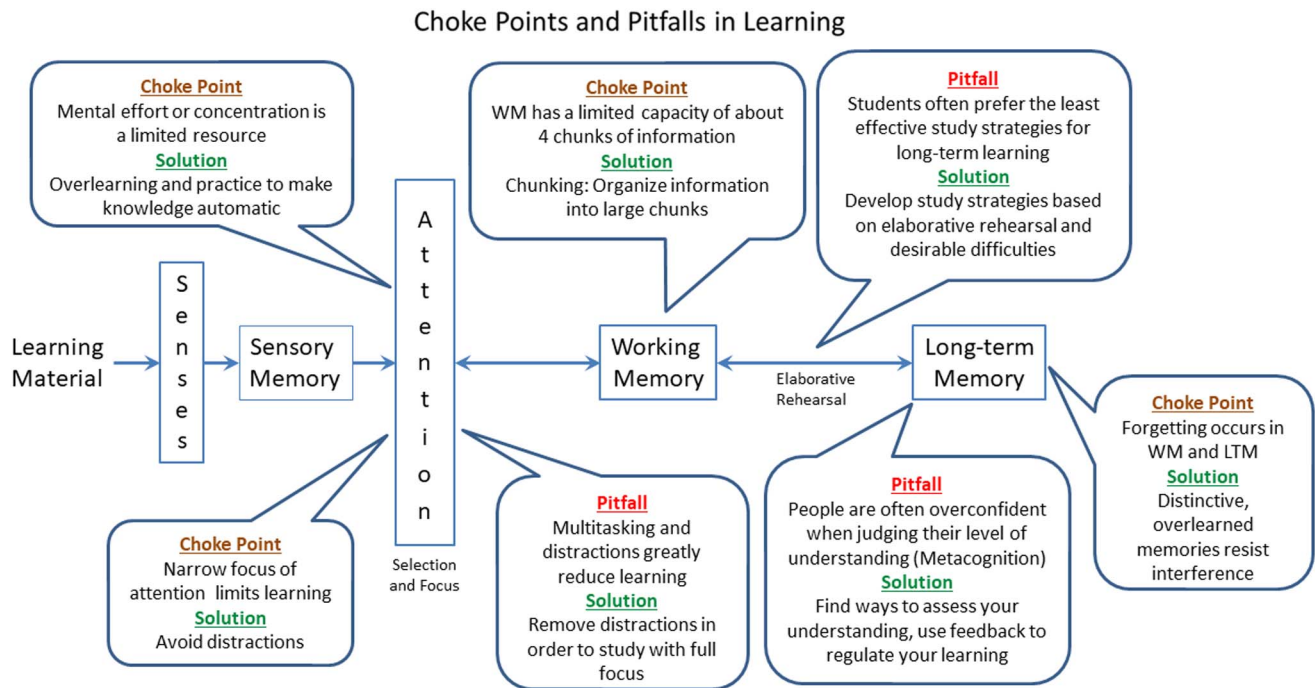 Choke Points and Pitfalls in Learning
Choke Point
Mental effort or concentration is
a limited resource
Solution
Overlearning and practice to make
knowledge automatic
Choke Point
WM has a limited capacity of about
4 chunks of information
Solution
Chunking: Organize information
into large chunks
Pitfall
Students often prefer the least
effective study strategies for
long-term learning
Solution
Develop study strategies based
on elaborative rehearsal and
desirable difficulties
Learning
Material
Senses
Sensory
Memory
Attention
Selection
and Focus
Working
Memory
Elaborative
Rehearsal
Long-term
Memory
Choke Point
Narrow focus of
attention limits learning
Solution
Avoid distractions
Pitfall
Multitasking and
distractions greatly
reduce learning
Solution
Remove distractions in
order to study with full
focus
Pitfall
People are often overconfident
when judging their level of
understanding (Metacognition)
Solution
Find ways to assess your
understanding, use feedback to
regulate your learning
Choke Point
Forgetting occurs in
WM and LTM
Solution
Distinctive,
overlearned
memories resist
interference